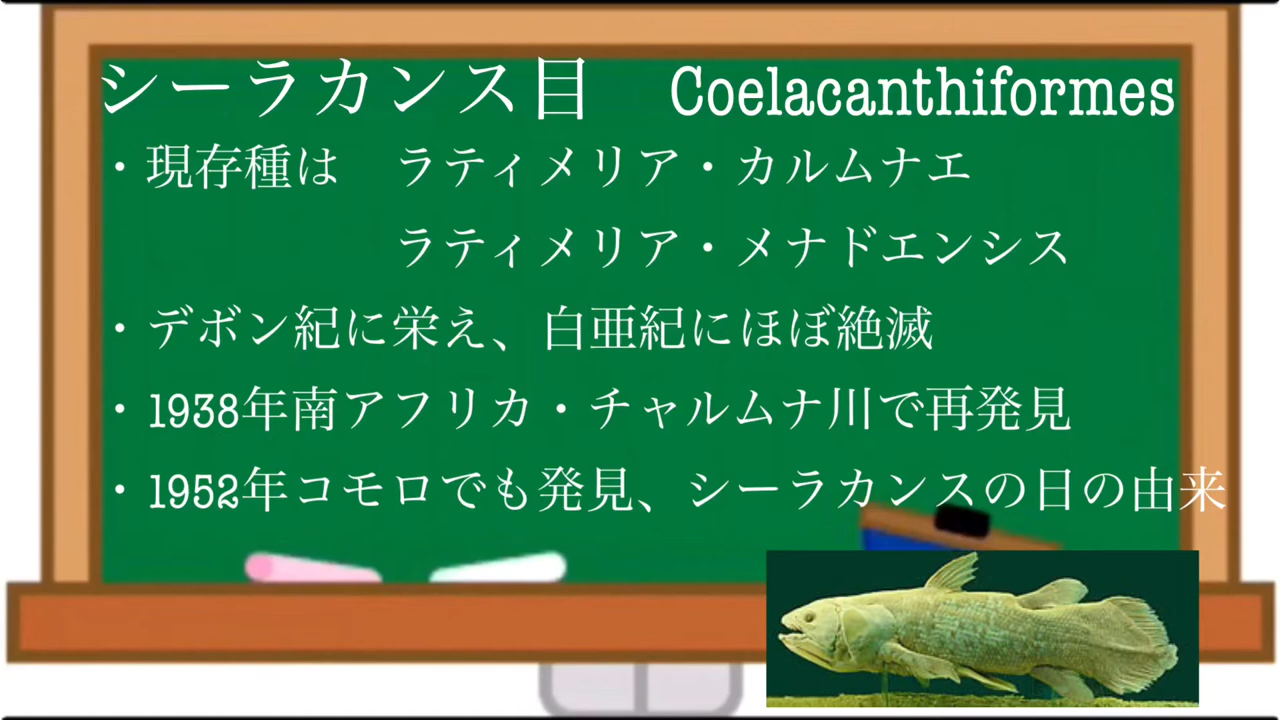 シーラカンス目　Coelacanthiformes
・現存種は　ラティメリア・カルムナエ
ラティメリア・メナドエンシス
・デボン紀に栄え、白亜紀にほぼ絶滅
・1938年南アフリカ・チャルムナ川で再発見
・1952年コモロでも発見、シーラカンスの日の由来